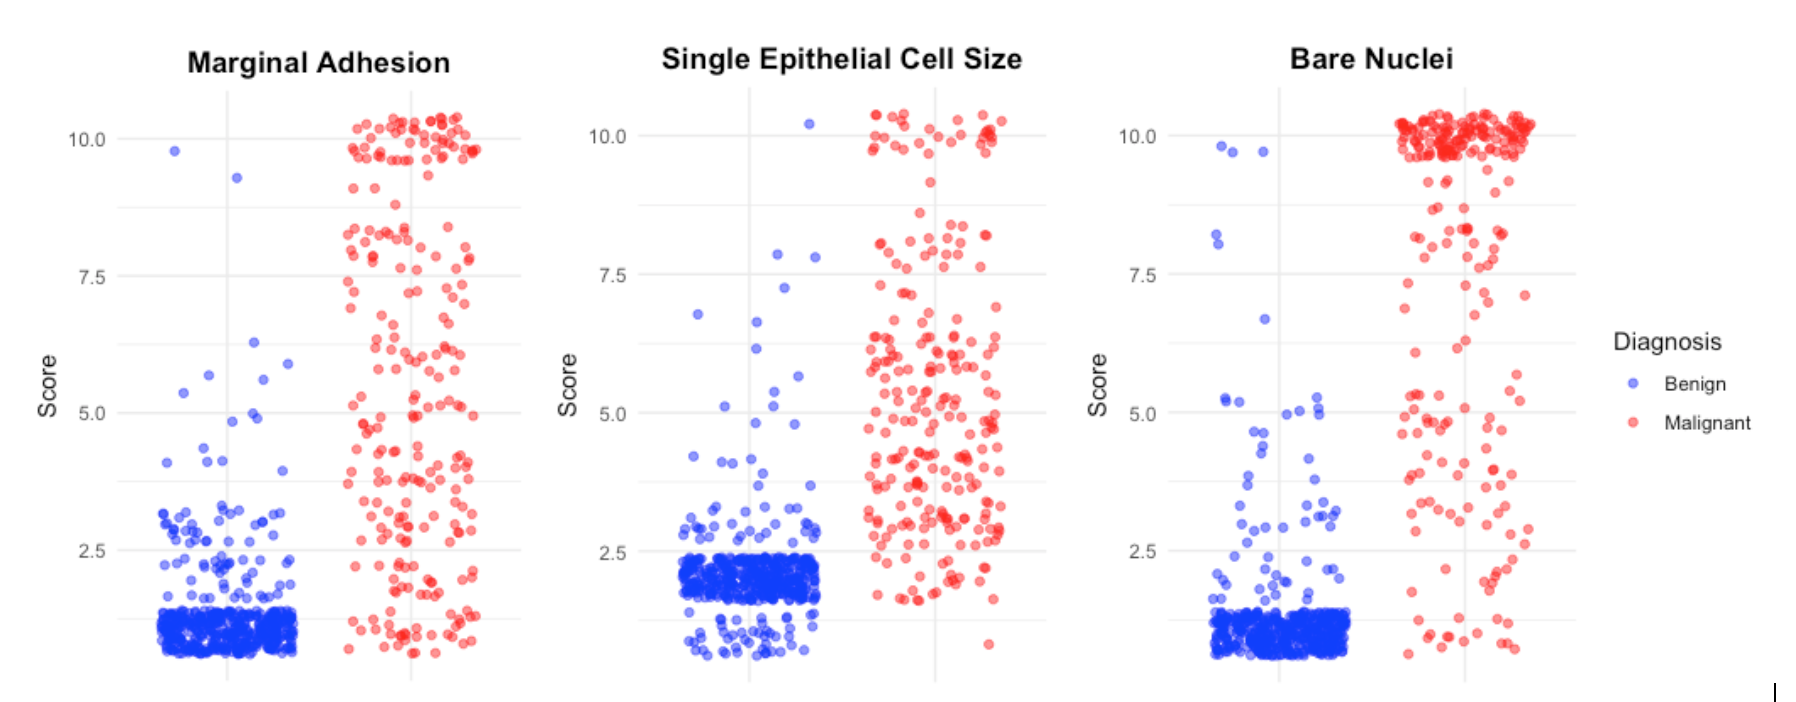 Marginal Adhesion
Single Epithelial Cell Size
Bare Nuclei
Score
10.0
7.5
5.0
2.5
Score
10.0
7.5
5.0
2.5
Score
10.0
7.5
5.0
2.5
Diagnosis
Benign
Malignant